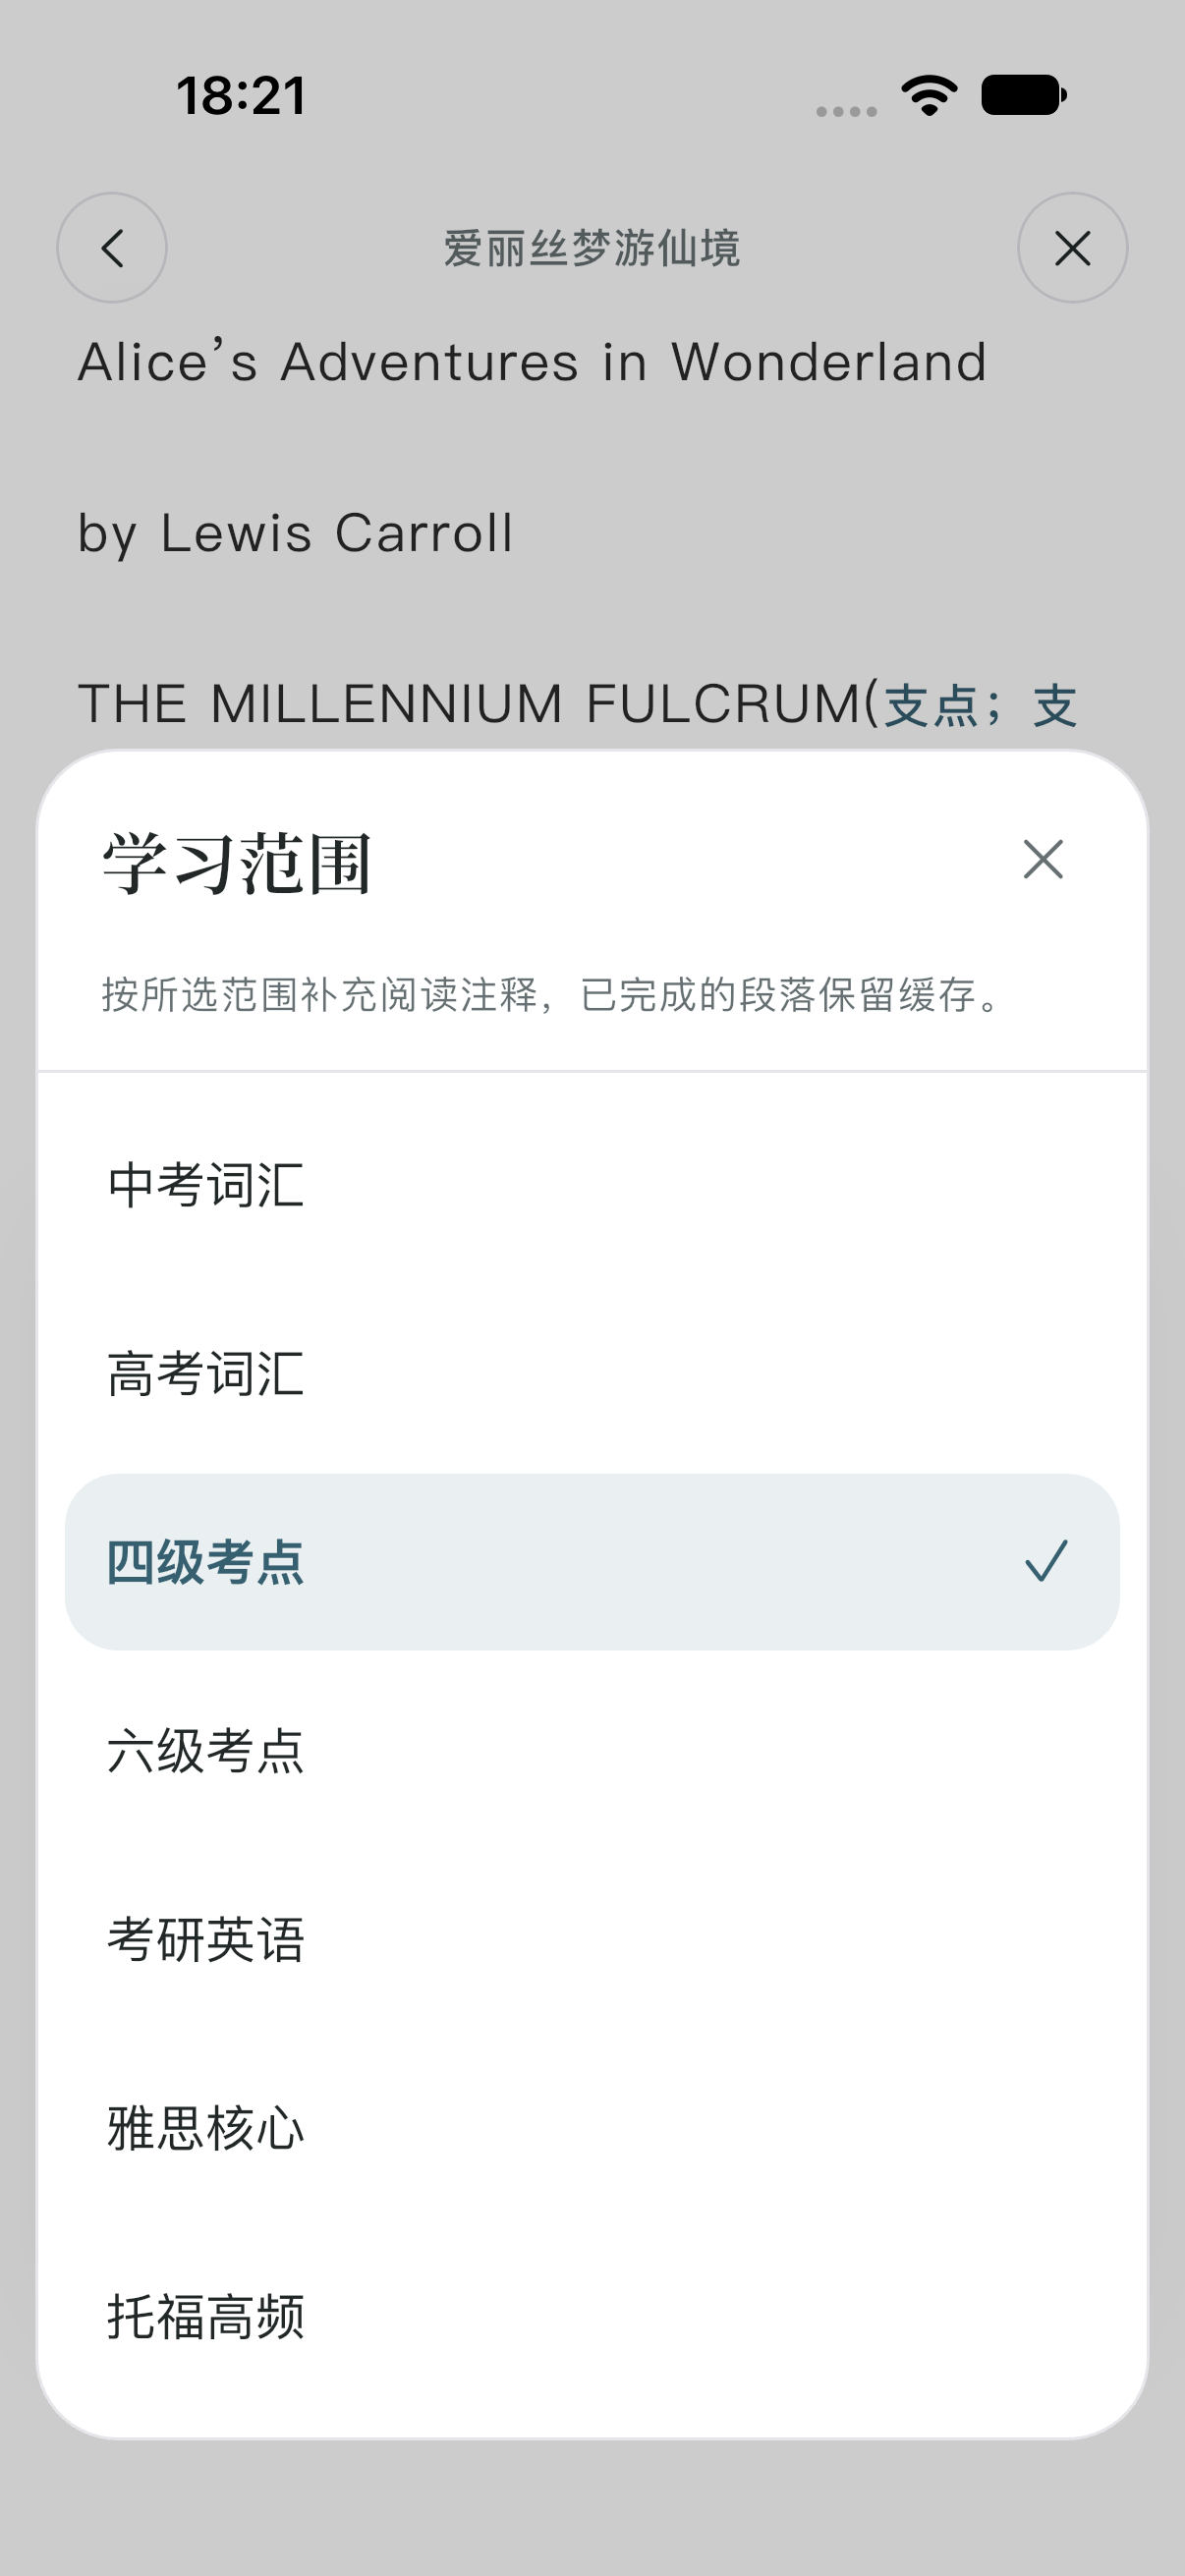 18:21
爱丽丝梦游仙境
Alice’s Adventures in Wonderland
by Lewis Carroll
THE MILLENNIUM FULCRUM(支点；支
学习范围
按所选范围补充阅读注释，已完成的段落保留缓存。
中考词汇
高考词汇
四级考点
六级考点
考研英语
雅思核心
托福高频